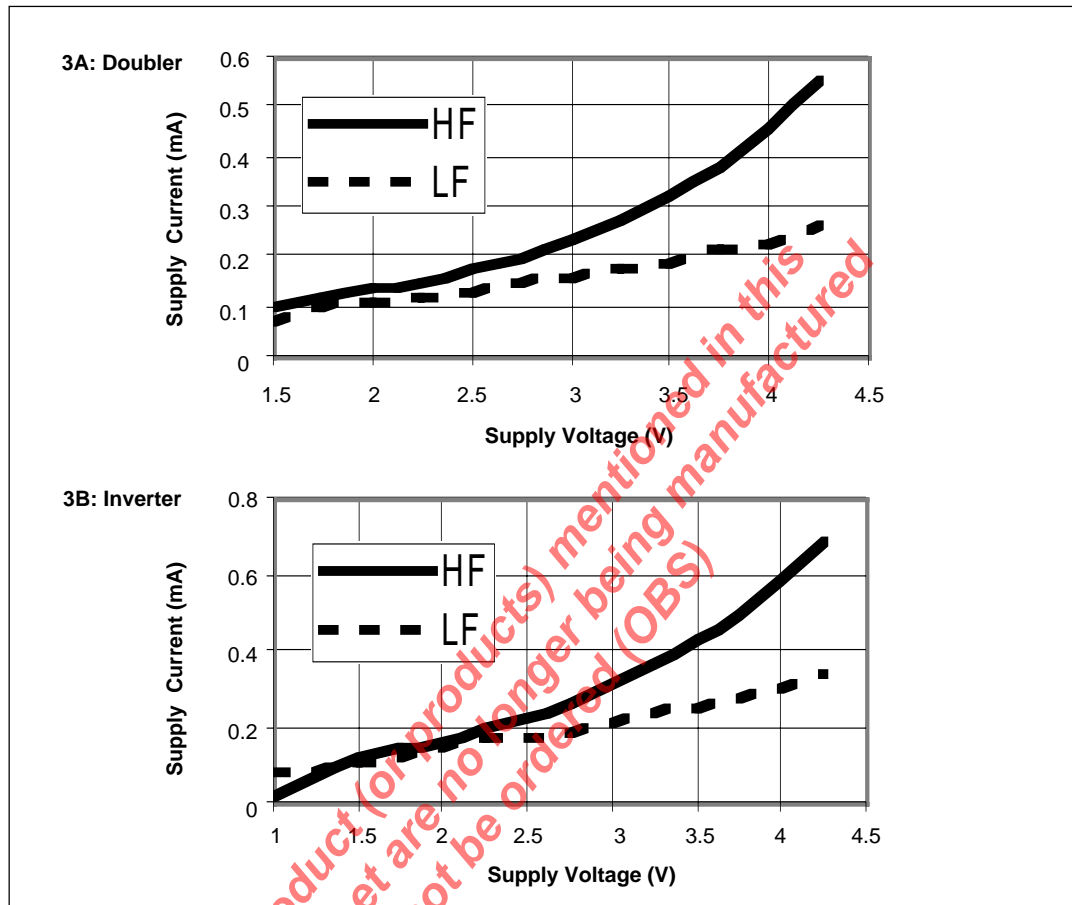 3A: Doubler
Supply Current (mA)
0.6
0.5
0.4
0.3
0.2
0.1
0
HF
LF
1.5 2 2.5 3 3.5 4 4.5
Supply Voltage (V)
3B: Inverter
Supply Current (mA)
0.8
0.6
0.4
0.2
0
HF
LF
1 1.5 2 2.5 3 3.5 4 4.5
Supply Voltage (V)
(or products) mentioned in this
are no longer being manufactured
not be ordered (OBS)